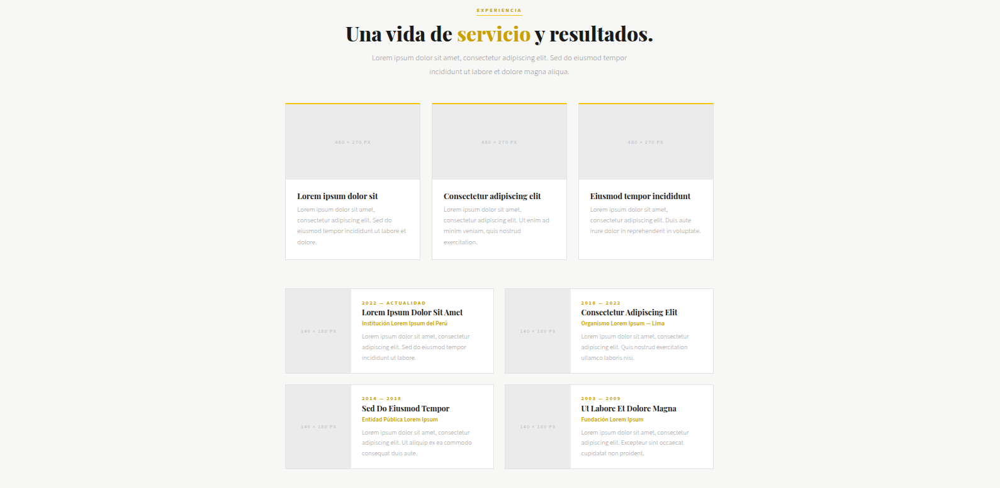 EXPERIENCIA
Una vida de servicio y resultados.
Lorem ipsum dolor sit amet, consectetur adipiscing elit. Sed do eiusmod tempor
incididunt ut labore et dolore magna aliqua.
480 × 270 PX
480 × 270 PX
480 × 270 PX
Lorem ipsum dolor sit
Lorem ipsum dolor sit amet,
consectetur adipiscing elit. Sed do
eiusmod tempor incididunt ut labore et
dolore.
Consectetur adipiscing elit
Lorem ipsum dolor sit amet,
consectetur adipiscing elit. Ut enim ad
minim veniam, quis nostrud
exercitation.
Eiusmod tempor incididunt
Lorem ipsum dolor sit amet,
consectetur adipiscing elit. Duis aute
irure dolor in reprehenderit in voluptate.
140 × 180 PX
2022 — ACTUALIDAD
Lorem Ipsum Dolor Sit Amet
Institución Lorem Ipsum del Perú
Lorem ipsum dolor sit amet, consectetur
adipiscing elit. Sed do eiusmod tempor
incididunt ut labore.
140 × 180 PX
2018 — 2022
Consectetur Adipiscing Elit
Organismo Lorem Ipsum — Lima
Lorem ipsum dolor sit amet, consectetur
adipiscing elit. Quis nostrud exercitation
ullamco laboris nisi.
140 × 180 PX
2014 — 2018
Sed Do Eiusmod Tempor
Entidad Pública Lorem Ipsum
Lorem ipsum dolor sit amet, consectetur
adipiscing elit. Ut aliquip ex ea commodo
consequat duis aute.
140 × 180 PX
2003 — 2009
Ut Labore Et Dolore Magna
Fundación Lorem Ipsum
Lorem ipsum dolor sit amet, consectetur
adipiscing elit. Excepteur sint occaecat
cupidatat non proident.